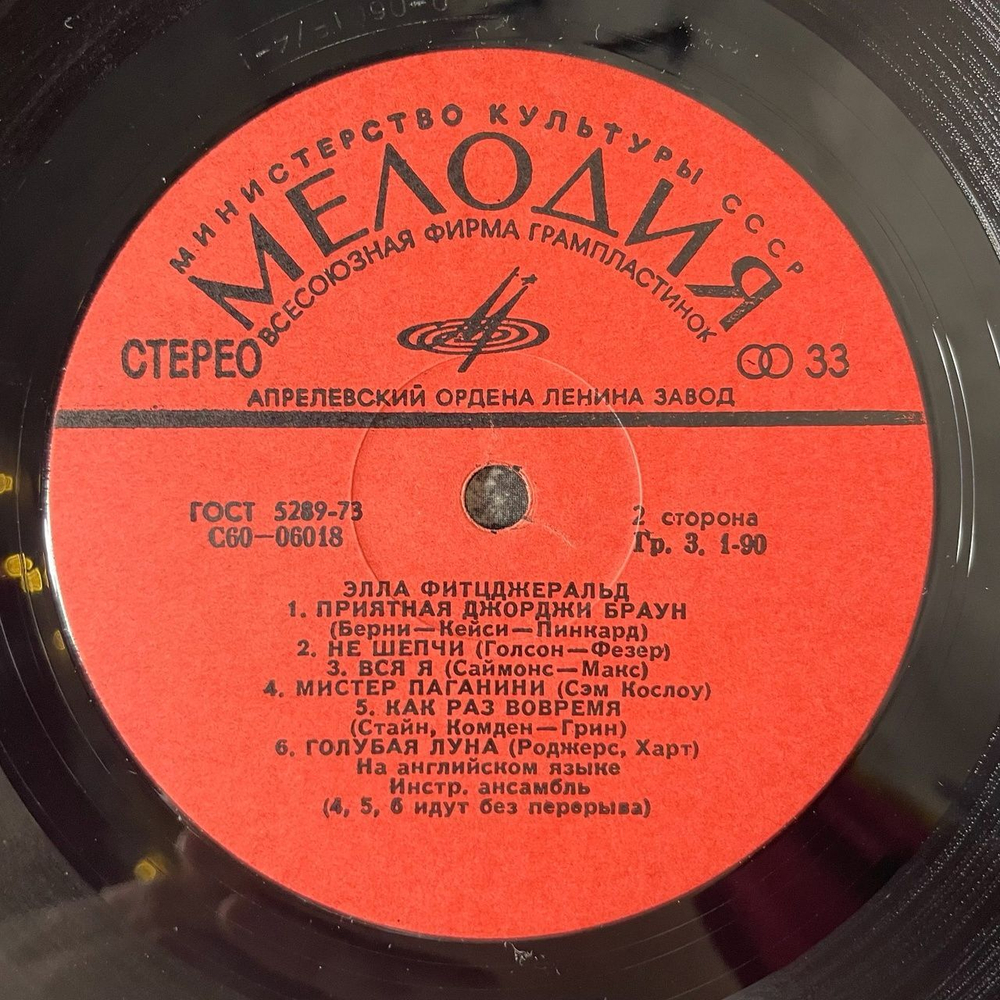 МИНИСТЕРСТВО КУЛЬТУРЫ СССР
МЕЛОДИЯ
ВСЕСОЮЗНАЯ ФИРМА ГРАМПЛАСТИНОК
СТЕРЕО
33
АПРЕЛЕВСКИЙ ОРДЕНА ЛЕНИНА ЗАВОД
ГОСТ 5289-73
С60—06018
2 сторона
Гр. 3. 1-90
ЭЛЛА ФИТЦДЖЕРАЛЬД
1. ПРИЯТНАЯ ДЖОРДЖИ БРАУН
(Берни—Кейси—Пинкард)
2. НЕ ШЕПЧИ (Голсон—Фезер)
3. ВСЯ Я (Саймонс—Макс)
4. МИСТЕР ПАГАНИНИ (Сэм Кослоу)
5. КАК РАЗ ВОВРЕМЯ
(Стайн, Комден—Грин)
6. ГОЛУБАЯ ЛУНА (Роджерс, Харт)
На английском языке
Инстр. ансамбль
(4, 5, 6 идут без перерыва)